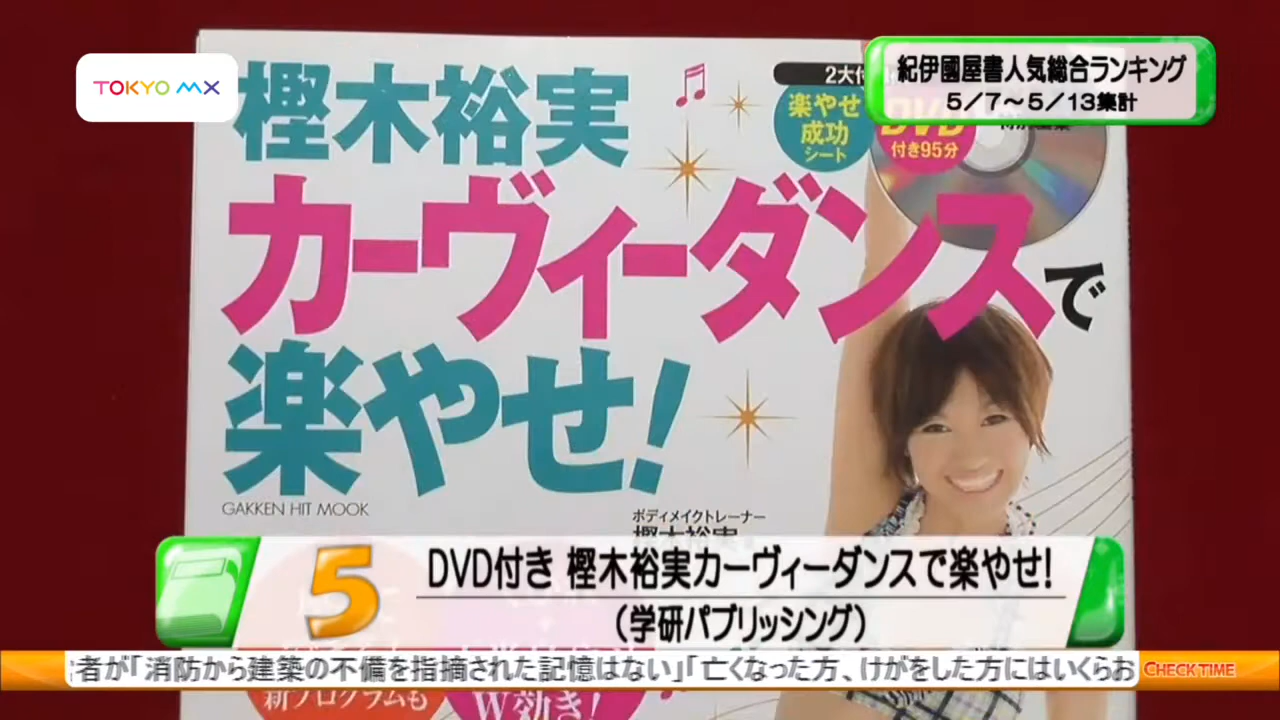 TOKYO MX
紀伊國屋書人気総合ランキング
5/7~5/13集計
樫木裕実
カーヴィーダンスで
楽やせ!
楽やせ
成功
シート
DVD
付き95分
GAKKEN HIT MOOK
ボディメイクトレーナー
樫木裕実
5
DVD付き 樫木裕実カーヴィーダンスで楽やせ!
(学研パブリッシング)
者が「消防から建築の不備を指摘された記憶はない」「亡くなった方、けがをした方にはいくらお
CHECK TIME
新プログラムも
W効き!